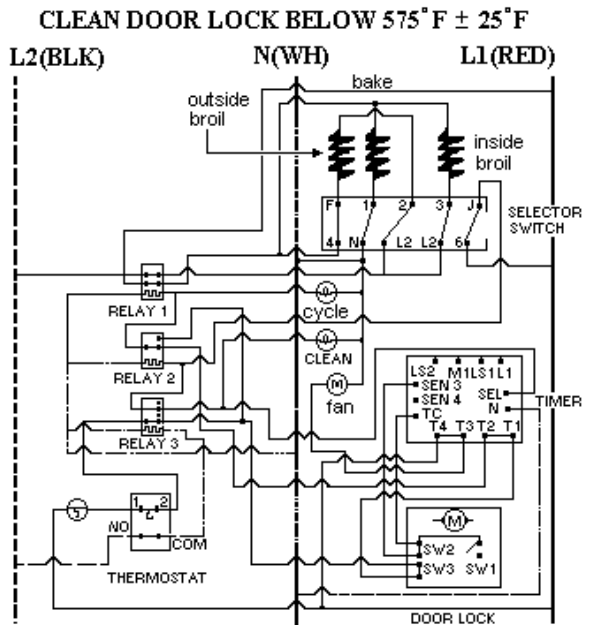 CLEAN DOOR LOCK BELOW 575°F ± 25°F
L2(BLK) N(WH) L1(RED)
bake
outside
broil
inside
broil
F 1 2 3 J
4 N L2 L2 6
SELECTOR
SWITCH
RELAY 1
cycle
RELAY 2
CLEAN
fan
M
RELAY 3
LS2 M1 LS1 L1
SEN 3
SEN 4
TC
SEL
N
T4 T3 T2 T1
TIMER
1 2
NO
COM
THERMOSTAT
M
SW2
SW3 SW1
DOOR LOCK